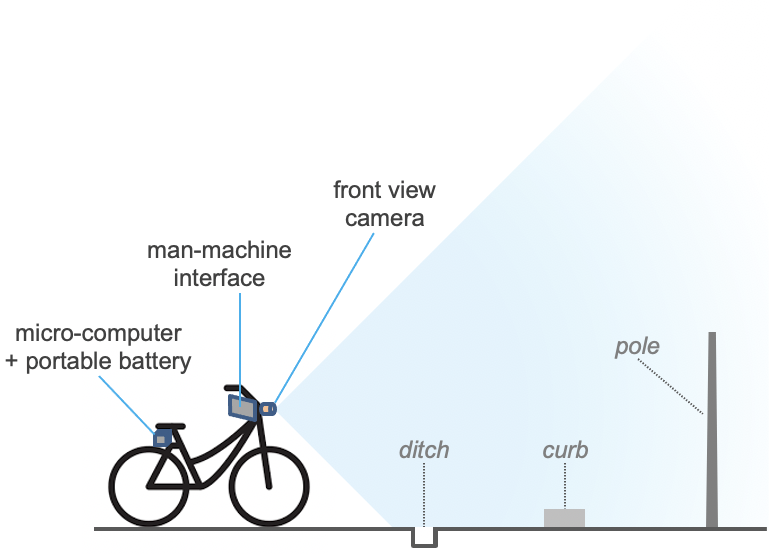 front view
camera
man-machine
interface
micro-computer
+ portable battery
pole
ditch
curb